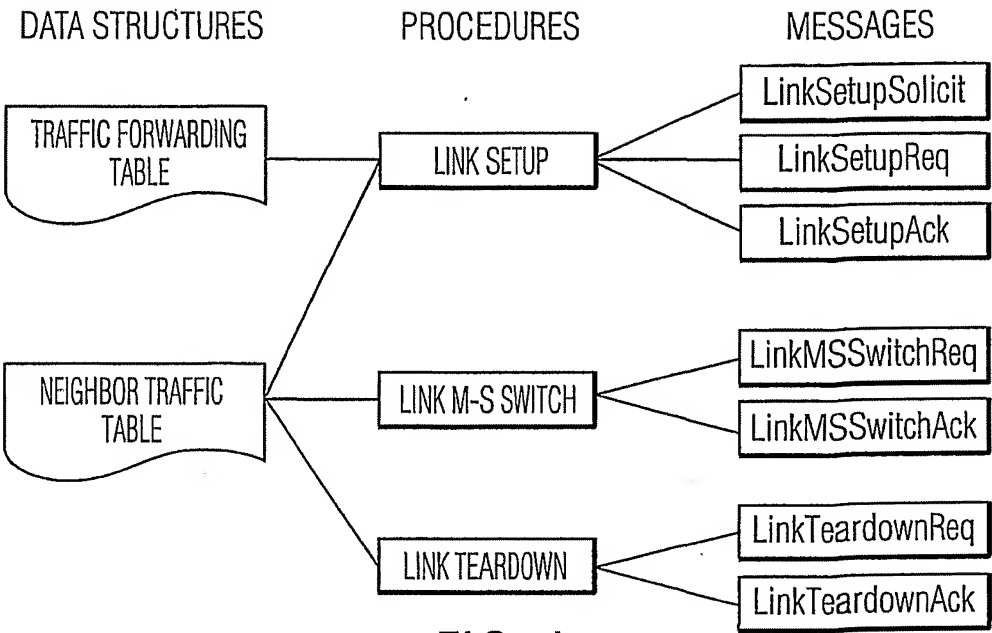 DATA STRUCTURES
PROCEDURES
MESSAGES
TRAFFIC FORWARDING
TABLE
LINK SETUP
LinkSetupSolicit
LinkSetupReq
LinkSetupAck
NEIGHBOR TRAFFIC
TABLE
LINK M-S SWITCH
LinkMSSwitchReq
LinkMSSwitchAck
LINK TEARDOWN
LinkTeardownReq
LinkTeardownAck